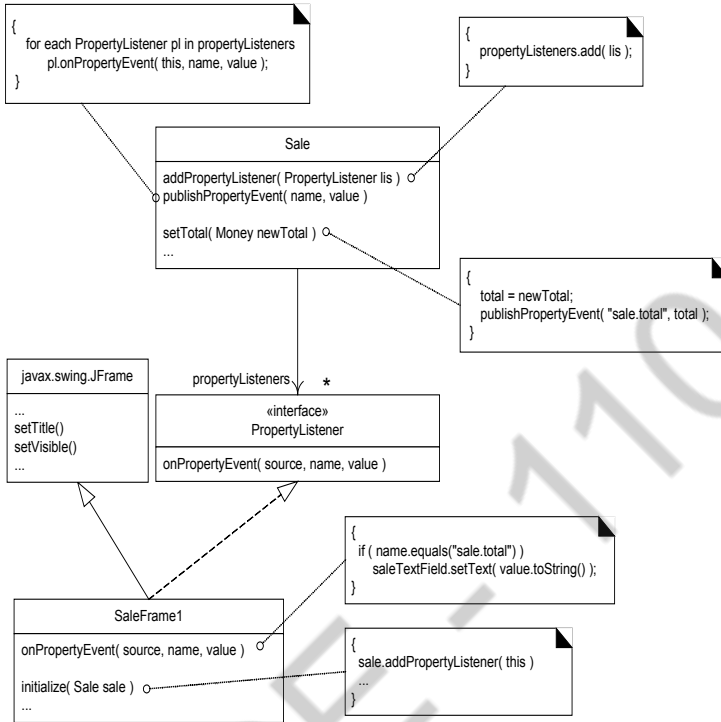 {
for each PropertyListener pl in propertyListeners
pl.onPropertyEvent( this, name, value );
}
{
propertyListeners.add( lis );
}
Sale
addPropertyListener( PropertyListener lis )
publishPropertyEvent( name, value )
setTotal( Money newTotal )
...
{
total = newTotal;
publishPropertyEvent( "sale.total", total );
}
javax.swing.JFrame
...
setTitle()
setVisible()
...
propertyListeners
*
«interface»
PropertyListener
onPropertyEvent( source, name, value )
{
if ( name.equals("sale.total") )
saleTextField.setText( value.toString() );
}
SaleFrame1
onPropertyEvent( source, name, value )
initialize( Sale sale )
...
{
sale.addPropertyListener( this )
...
}